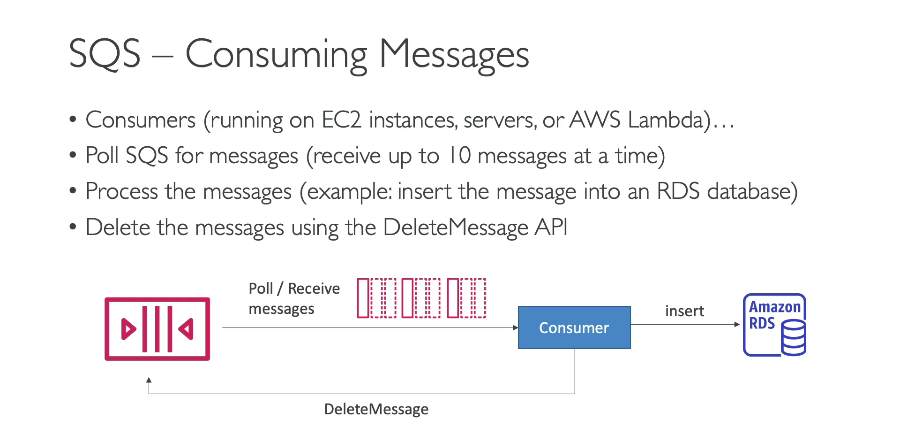 SQS – Consuming Messages
• Consumers (running on EC2 instances, servers, or AWS Lambda)…
• Poll SQS for messages (receive up to 10 messages at a time)
• Process the messages (example: insert the message into an RDS database)
• Delete the messages using the DeleteMessage API
Poll / Receive
messages
Consumer
insert
Amazon
RDS
DeleteMessage